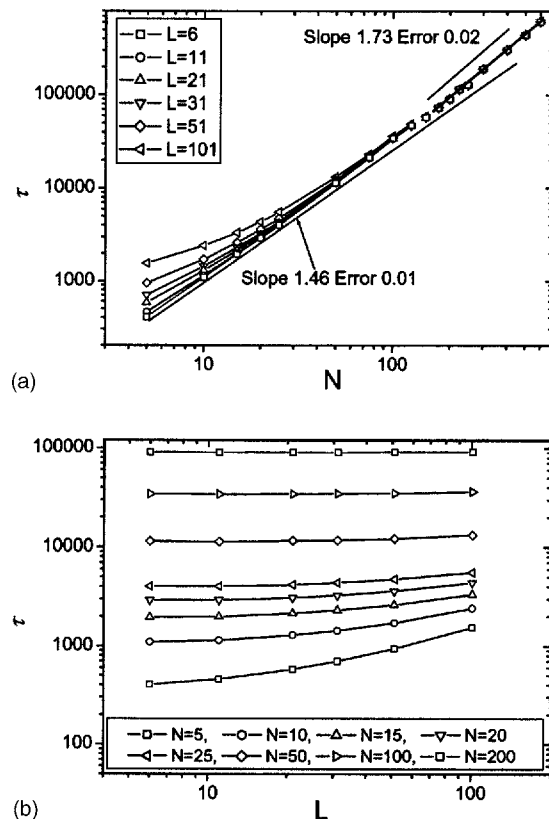 L=6
L=11
L=21
L=31
L=51
L=101
Slope 1.73 Error 0.02
100000
10000
1000
τ
Slope 1.46 Error 0.01
10
100
N
(a)
100000
10000
1000
100
τ
N=5, N=10, N=15, N=20
N=25, N=50, N=100, N=200
10
100
L
(b)